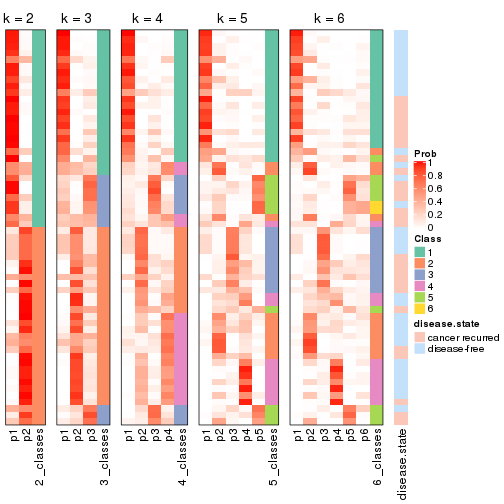 k = 2 k = 3 k = 4 k = 5 k = 6
Prob
1
0.8
0.6
0.4
0.2
0
Class
1
2
3
4
5
6
disease.state
cancer recurred
disease-free
p1 p2 2_classes p1 p2 p3 3_classes p1 p2 p3 p4 4_classes p1 p2 p3 p4 p5 5_classes p1 p2 p3 p4 p5 p6 6_classes disease.state